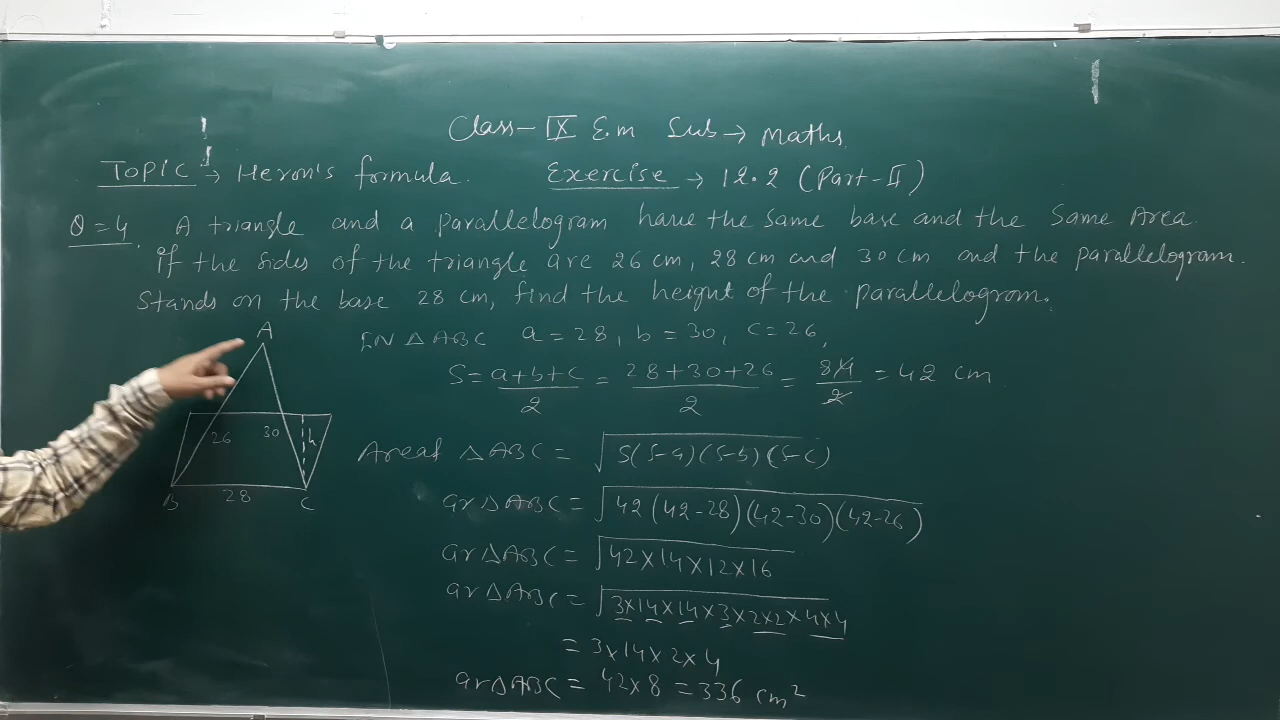 Class-IX E.m Sub→ Maths
TOPIC → Heron's formula. Exercise → 12.2 (Part-II)
Q=4. A triangle and a parallelogram have the same base and the same Area.
if the sides of the triangle are 26 cm, 28 cm and 30 cm and the parallelogram.
Stands on the base 28 cm, find the height of the parallelogram.
A
26 30 h
B 28 C
IN △ABC a=28, b=30, c=26,
S=a+b+c/2 = 28+30+26/2 = 84/2 = 42 cm
Area of △ABC = √S(S-a)(S-b)(S-c)
ar△ABC = √42(42-28)(42-30)(42-26)
ar△ABC = √42×14×12×16
ar△ABC = √3×14×14×3×2×2×4×4
= 3×14×2×4
ar△ABC = 42×8 = 336 cm²